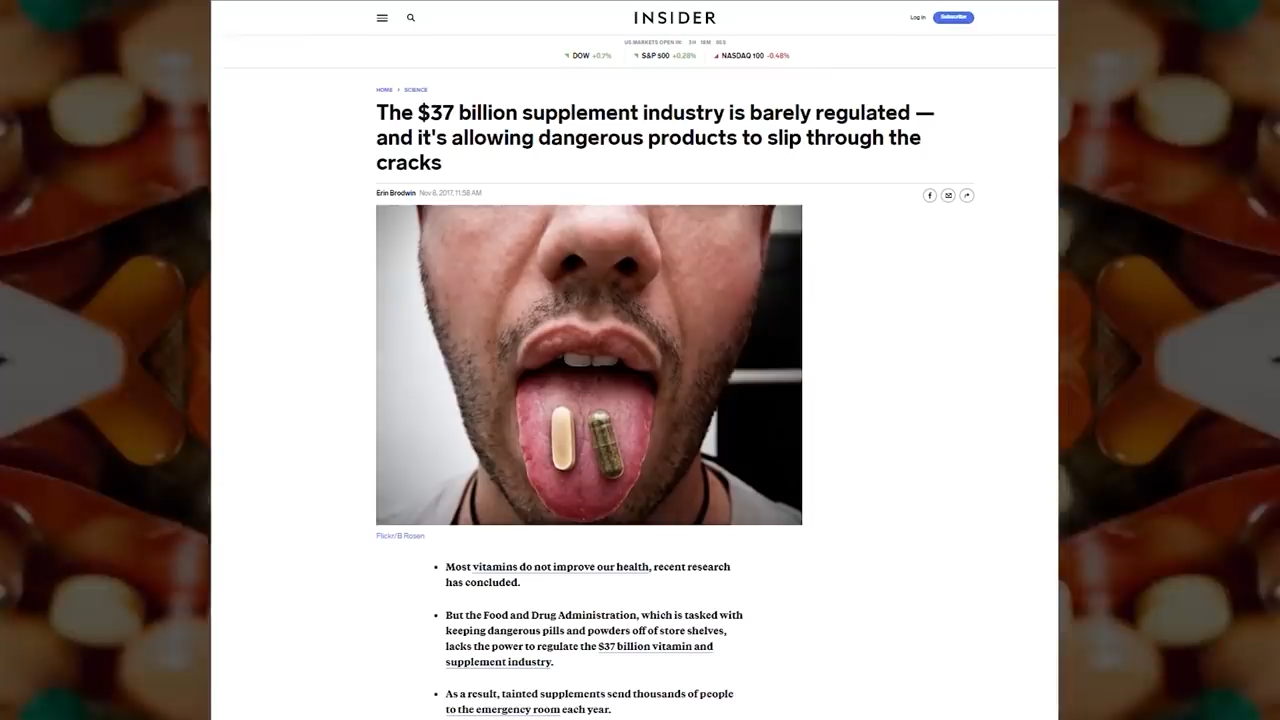 INSIDER
Log in
Subscribe
US MARKETS OPEN IN:
DOW +0.7% S&P 500 +0.28% NASDAQ 100 -0.46%
HOME > SCIENCE
The $37 billion supplement industry is barely regulated —
and it's allowing dangerous products to slip through the
cracks
Erin Brodwin Nov 8, 2017, 11:58 AM
Flickr/B Rosen
• Most vitamins do not improve our health, recent research
has concluded.
• But the Food and Drug Administration, which is tasked with
keeping dangerous pills and powders off of store shelves,
lacks the power to regulate the $37 billion vitamin and
supplement industry.
• As a result, tainted supplements send thousands of people
to the emergency room each year.